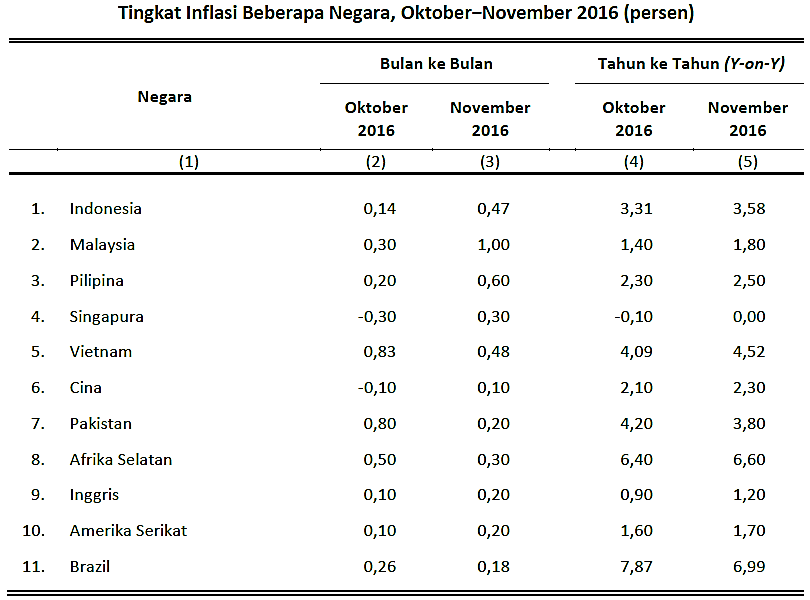 Tingkat Inflasi Beberapa Negara, Oktober–November 2016 (persen)
Negara Bulan ke Bulan Tahun ke Tahun (Y-on-Y)
Oktober 2016 November 2016 Oktober 2016 November 2016
(1) (2) (3) (4) (5)
1. Indonesia 0,14 0,47 3,31 3,58
2. Malaysia 0,30 1,00 1,40 1,80
3. Pilipina 0,20 0,60 2,30 2,50
4. Singapura -0,30 0,30 -0,10 0,00
5. Vietnam 0,83 0,48 4,09 4,52
6. Cina -0,10 0,10 2,10 2,30
7. Pakistan 0,80 0,20 4,20 3,80
8. Afrika Selatan 0,50 0,30 6,40 6,60
9. Inggris 0,10 0,20 0,90 1,20
10. Amerika Serikat 0,10 0,20 1,60 1,70
11. Brazil 0,26 0,18 7,87 6,99